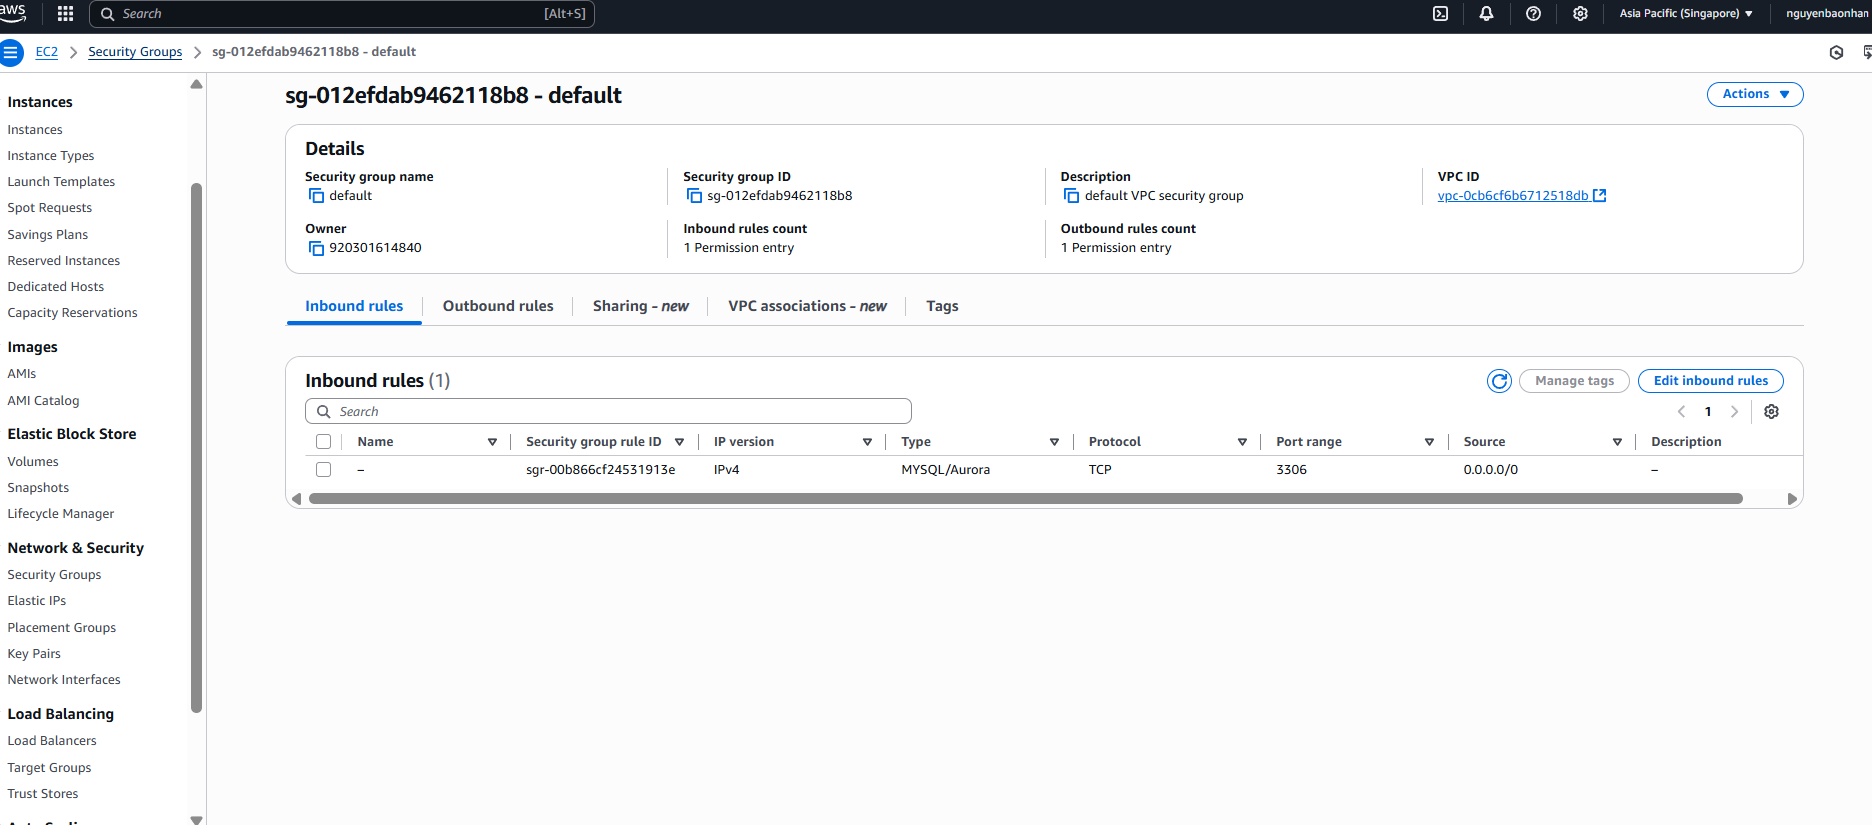 aws
Search [Alt+S]
Asia Pacific (Singapore)
nguyenbaonhan
EC2
Security Groups
sg-012efdab9462118b8 - default
Instances
Instances
Instance Types
Launch Templates
Spot Requests
Savings Plans
Reserved Instances
Dedicated Hosts
Capacity Reservations
Images
AMIs
AMI Catalog
Elastic Block Store
Volumes
Snapshots
Lifecycle Manager
Network & Security
Security Groups
Elastic IPs
Placement Groups
Key Pairs
Network Interfaces
Load Balancing
Load Balancers
Target Groups
Trust Stores
sg-012efdab9462118b8 - default
Actions
Details
Security group name
default
Security group ID
sg-012efdab9462118b8
Description
default VPC security group
VPC ID
vpc-0cb6cf6b6712518db
Owner
920301614840
Inbound rules count
1 Permission entry
Outbound rules count
1 Permission entry
Inbound rules
Outbound rules
Sharing - new
VPC associations - new
Tags
Inbound rules (1)
Manage tags
Edit inbound rules
Search
1
Name Security group rule ID IP version Type Protocol Port range Source Description
– sgr-00b866cf24531913e IPv4 MYSQL/Aurora TCP 3306 0.0.0.0/0 –